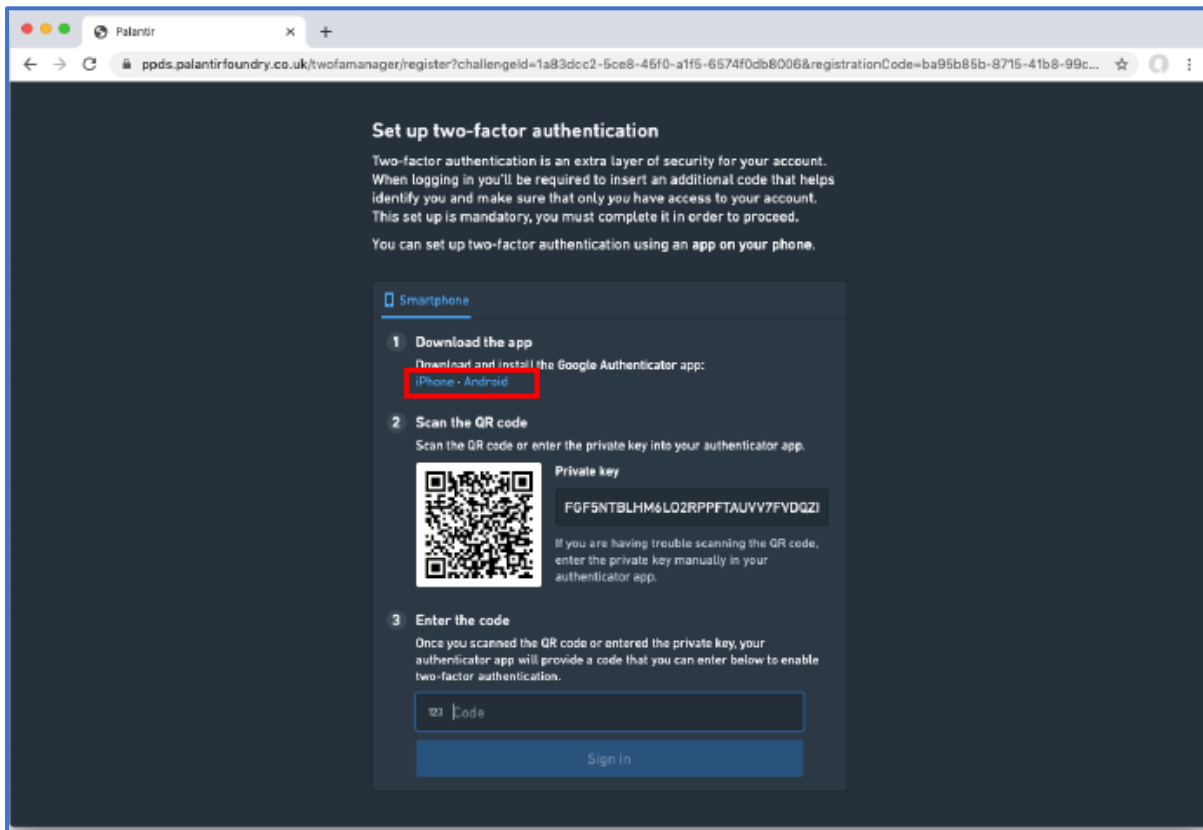 Palantir
ppds.palantirfoundry.co.uk/twofamanager/register?challengeId=1a83dcc2-5ce8-45f0-a1f5-6574f0db8006&registrationCode=ba95b85b-8715-41b8-99c...
Set up two-factor authentication
Two-factor authentication is an extra layer of security for your account.
When logging in you'll be required to insert an additional code that helps
identify you and make sure that only you have access to your account.
This set up is mandatory, you must complete it in order to proceed.
You can set up two-factor authentication using an app on your phone.
Smartphone
1 Download the app
Download and install the Google Authenticator app:
iPhone · Android
2 Scan the QR code
Scan the QR code or enter the private key into your authenticator app.
Private key
FGF5NTBLHM6LO2RPPFTAUVV7FVDQZI
If you are having trouble scanning the QR code,
enter the private key manually in your
authenticator app.
3 Enter the code
Once you scanned the QR code or entered the private key, your
authenticator app will provide a code that you can enter below to enable
two-factor authentication.
123 Code
Sign in